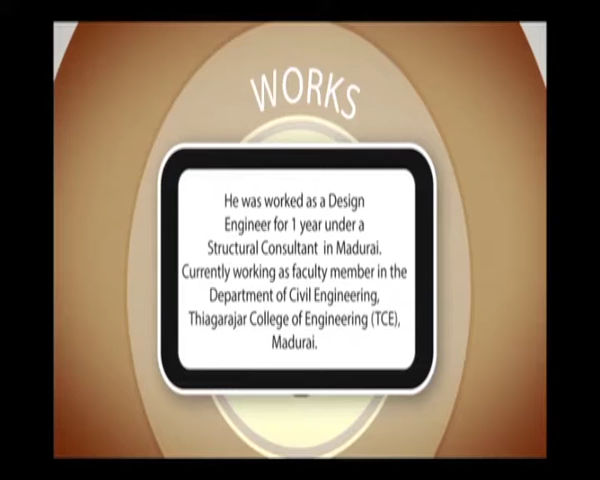 WORKS
He was worked as a Design
Engineer for 1 year under a
Structural Consultant in Madurai.
Currently working as faculty member in the
Department of Civil Engineering,
Thiagarajar College of Engineering (TCE),
Madurai.